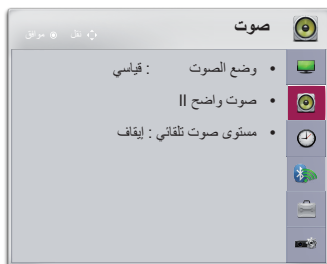 صوت
نقل موافق
• وضع الصوت : قياسي
• صوت واضح II
• مستوى صوت تلقائي : إيقاف